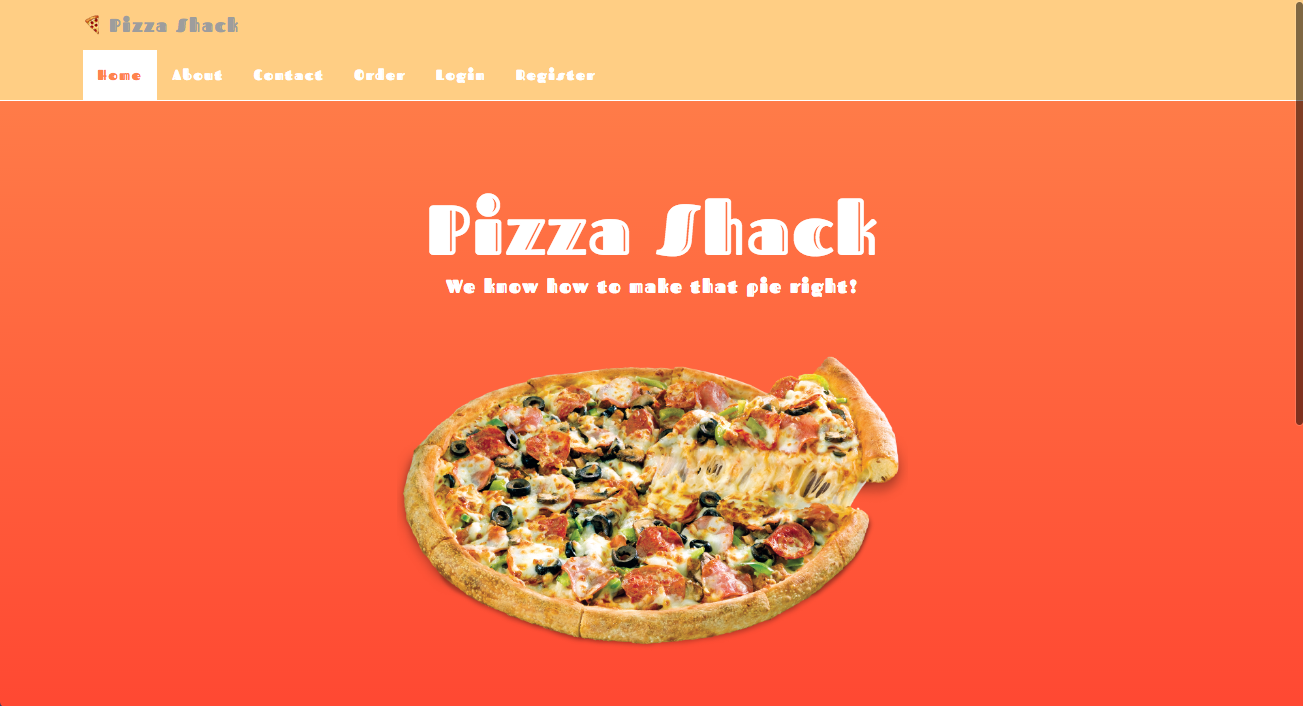 Pizza Shack
Home About Contact Order Login Register
Pizza Shack
We know how to make that pie right!